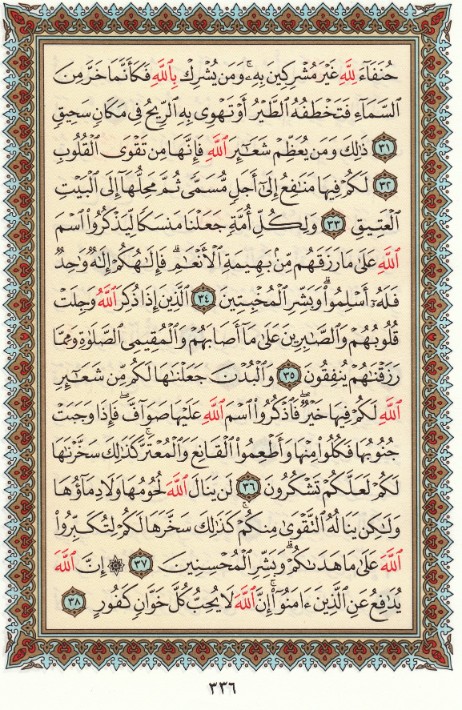 حُنَفَآءَ لِلَّهِ غَيْرَ مُشْرِكِينَ بِهِۦۚ وَمَن يُشْرِكْ بِٱللَّهِ فَكَأَنَّمَا خَرَّ مِنَ
ٱلسَّمَآءِ فَتَخْطَفُهُ ٱلطَّيْرُ أَوْ تَهْوِى بِهِ ٱلرِّيحُ فِى مَكَانٍ سَحِيقٍ
٣١ ذَٰلِكَ وَمَن يُعَظِّمْ شَعَٰٓئِرَ ٱللَّهِ فَإِنَّهَا مِن تَقْوَى ٱلْقُلُوبِ
٣٢ لَكُمْ فِيهَا مَنَٰفِعُ إِلَىٰٓ أَجَلٍ مُّسَمًّى ثُمَّ مَحِلُّهَآ إِلَى ٱلْبَيْتِ
ٱلْعَتِيقِ ٣٣ وَلِكُلِّ أُمَّةٍ جَعَلْنَا مَنسَكًا لِّيَذْكُرُوا۟ ٱسْمَ
ٱللَّهِ عَلَىٰ مَا رَزَقَهُم مِّنۢ بَهِيمَةِ ٱلْأَنْعَٰمِۗ فَإِلَٰهُكُمْ إِلَٰهٌ وَٰحِدٌ
فَلَهُۥٓ أَسْلِمُوا۟ۗ وَبَشِّرِ ٱلْمُخْبِتِينَ ٣٤ ٱلَّذِينَ إِذَا ذُكِرَ ٱللَّهُ وَجِلَتْ
قُلُوبُهُمْ وَٱلصَّٰبِرِينَ عَلَىٰ مَآ أَصَابَهُمْ وَٱلْمُقِيمِى ٱلصَّلَوٰةِ وَمِمَّا
رَزَقْنَٰهُمْ يُنفِقُونَ ٣٥ وَٱلْبُدْنَ جَعَلْنَٰهَا لَكُم مِّن شَعَٰٓئِرِ
ٱللَّهِ لَكُمْ فِيهَا خَيْرٌۖ فَٱذْكُرُوا۟ ٱسْمَ ٱللَّهِ عَلَيْهَا صَوَآفَّۖ فَإِذَا وَجَبَتْ
جُنُوبُهَا فَكُلُوا۟ مِنْهَا وَأَطْعِمُوا۟ ٱلْقَانِعَ وَٱلْمُعْتَرَّۚ كَذَٰلِكَ سَخَّرْنَٰهَا
لَكُمْ لَعَلَّكُمْ تَشْكُرُونَ ٣٦ لَن يَنَالَ ٱللَّهَ لُحُومُهَا وَلَا دِمَآؤُهَا
وَلَٰكِن يَنَالُهُ ٱلتَّقْوَىٰ مِنكُمْۚ كَذَٰلِكَ سَخَّرَهَا لَكُمْ لِتُكَبِّرُوا۟
ٱللَّهَ عَلَىٰ مَا هَدَىٰكُمْۗ وَبَشِّرِ ٱلْمُحْسِنِينَ ٣٧ ۞ إِنَّ ٱللَّهَ
يُدَٰفِعُ عَنِ ٱلَّذِينَ ءَامَنُوٓا۟ۗ إِنَّ ٱللَّهَ لَا يُحِبُّ كُلَّ خَوَّانٍ كَفُورٍ ٣٨
٣٣٦